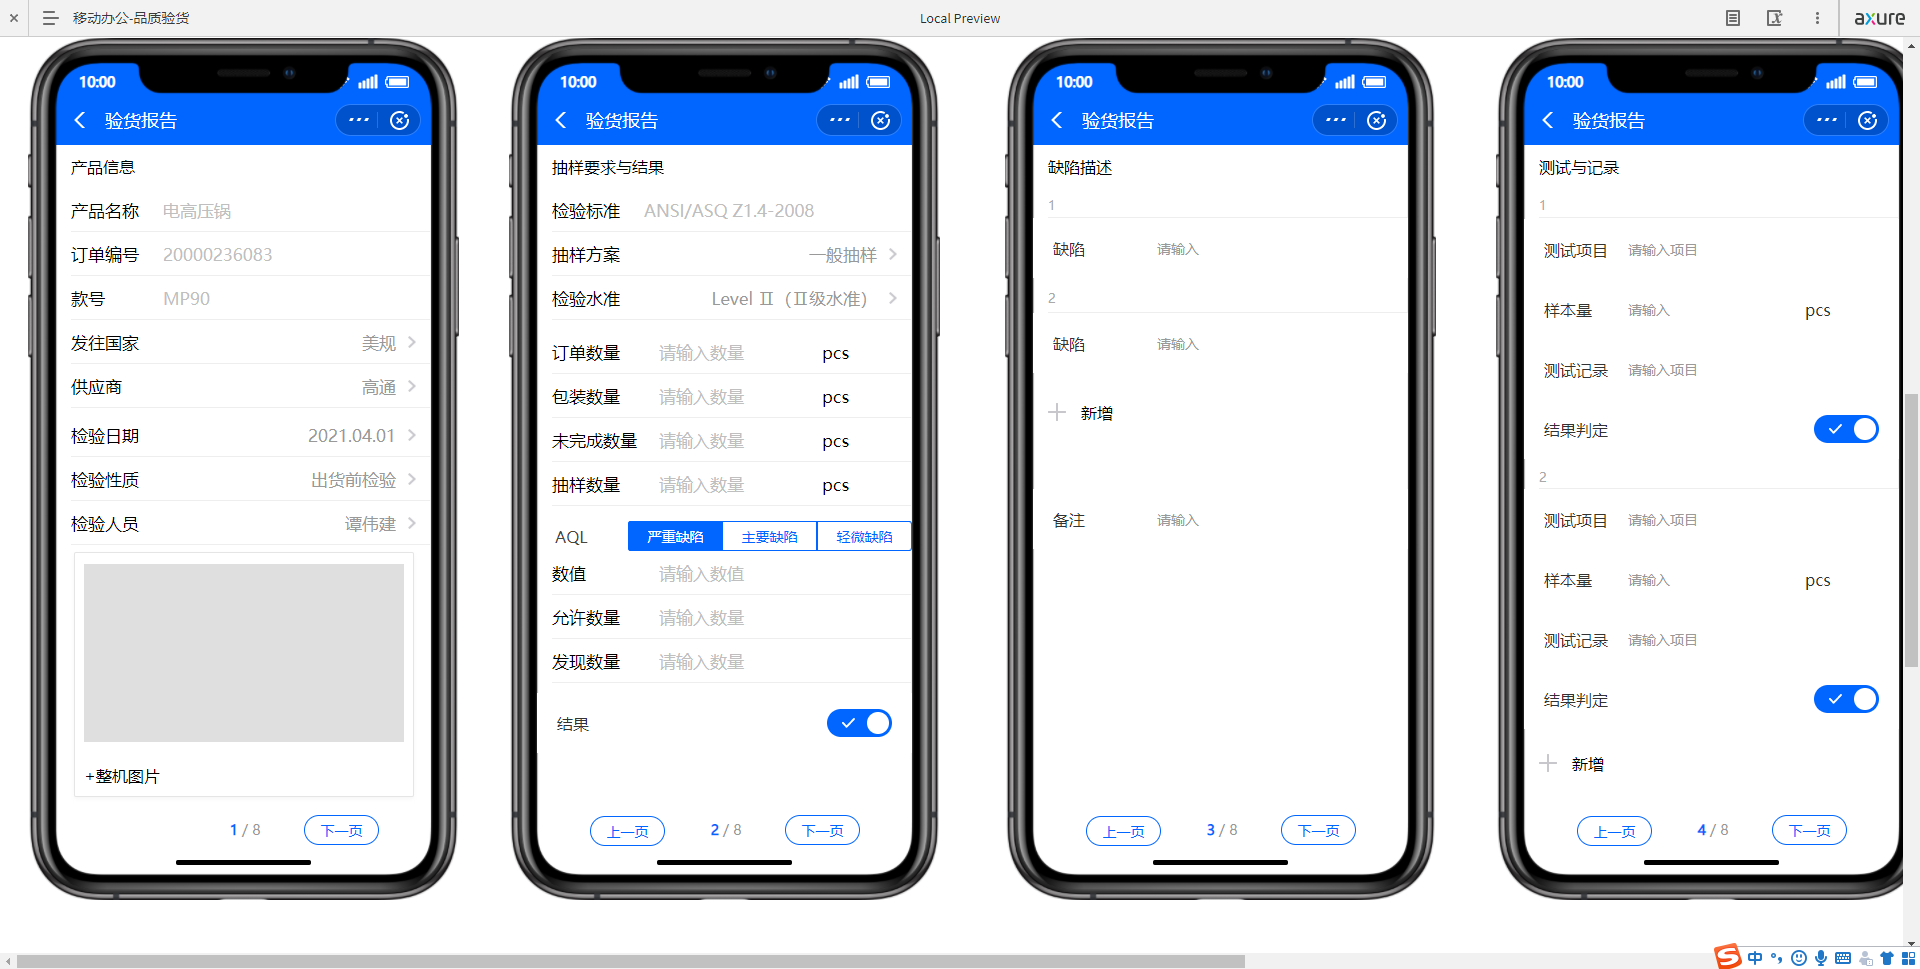 移动办公-品质验货
Local Preview
axure
10:00
验货报告
产品信息
产品名称 电高压锅
订单编号 20000236083
款号 MP90
发往国家 美规
供应商 高通
检验日期 2021.04.01
检验性质 出货前检验
检验人员 谭伟建
+整机图片
1 / 8 下一页
10:00
验货报告
抽样要求与结果
检验标准 ANSI/ASQ Z1.4-2008
抽样方案 一般抽样
检验水准 Level Ⅱ（Ⅱ级水准）
订单数量 请输入数量 pcs
包装数量 请输入数量 pcs
未完成数量 请输入数量 pcs
抽样数量 请输入数量 pcs
AQL 严重缺陷 主要缺陷 轻微缺陷
数值 请输入数值
允许数量 请输入数量
发现数量 请输入数量
结果
上一页 2 / 8 下一页
10:00
验货报告
缺陷描述
1
缺陷 请输入
2
缺陷 请输入
新增
备注 请输入
上一页 3 / 8 下一页
10:00
验货报告
测试与记录
1
测试项目 请输入项目
样本量 请输入 pcs
测试记录 请输入项目
结果判定
2
测试项目 请输入项目
样本量 请输入 pcs
测试记录 请输入项目
结果判定
新增
上一页 4 / 8 下一页
中